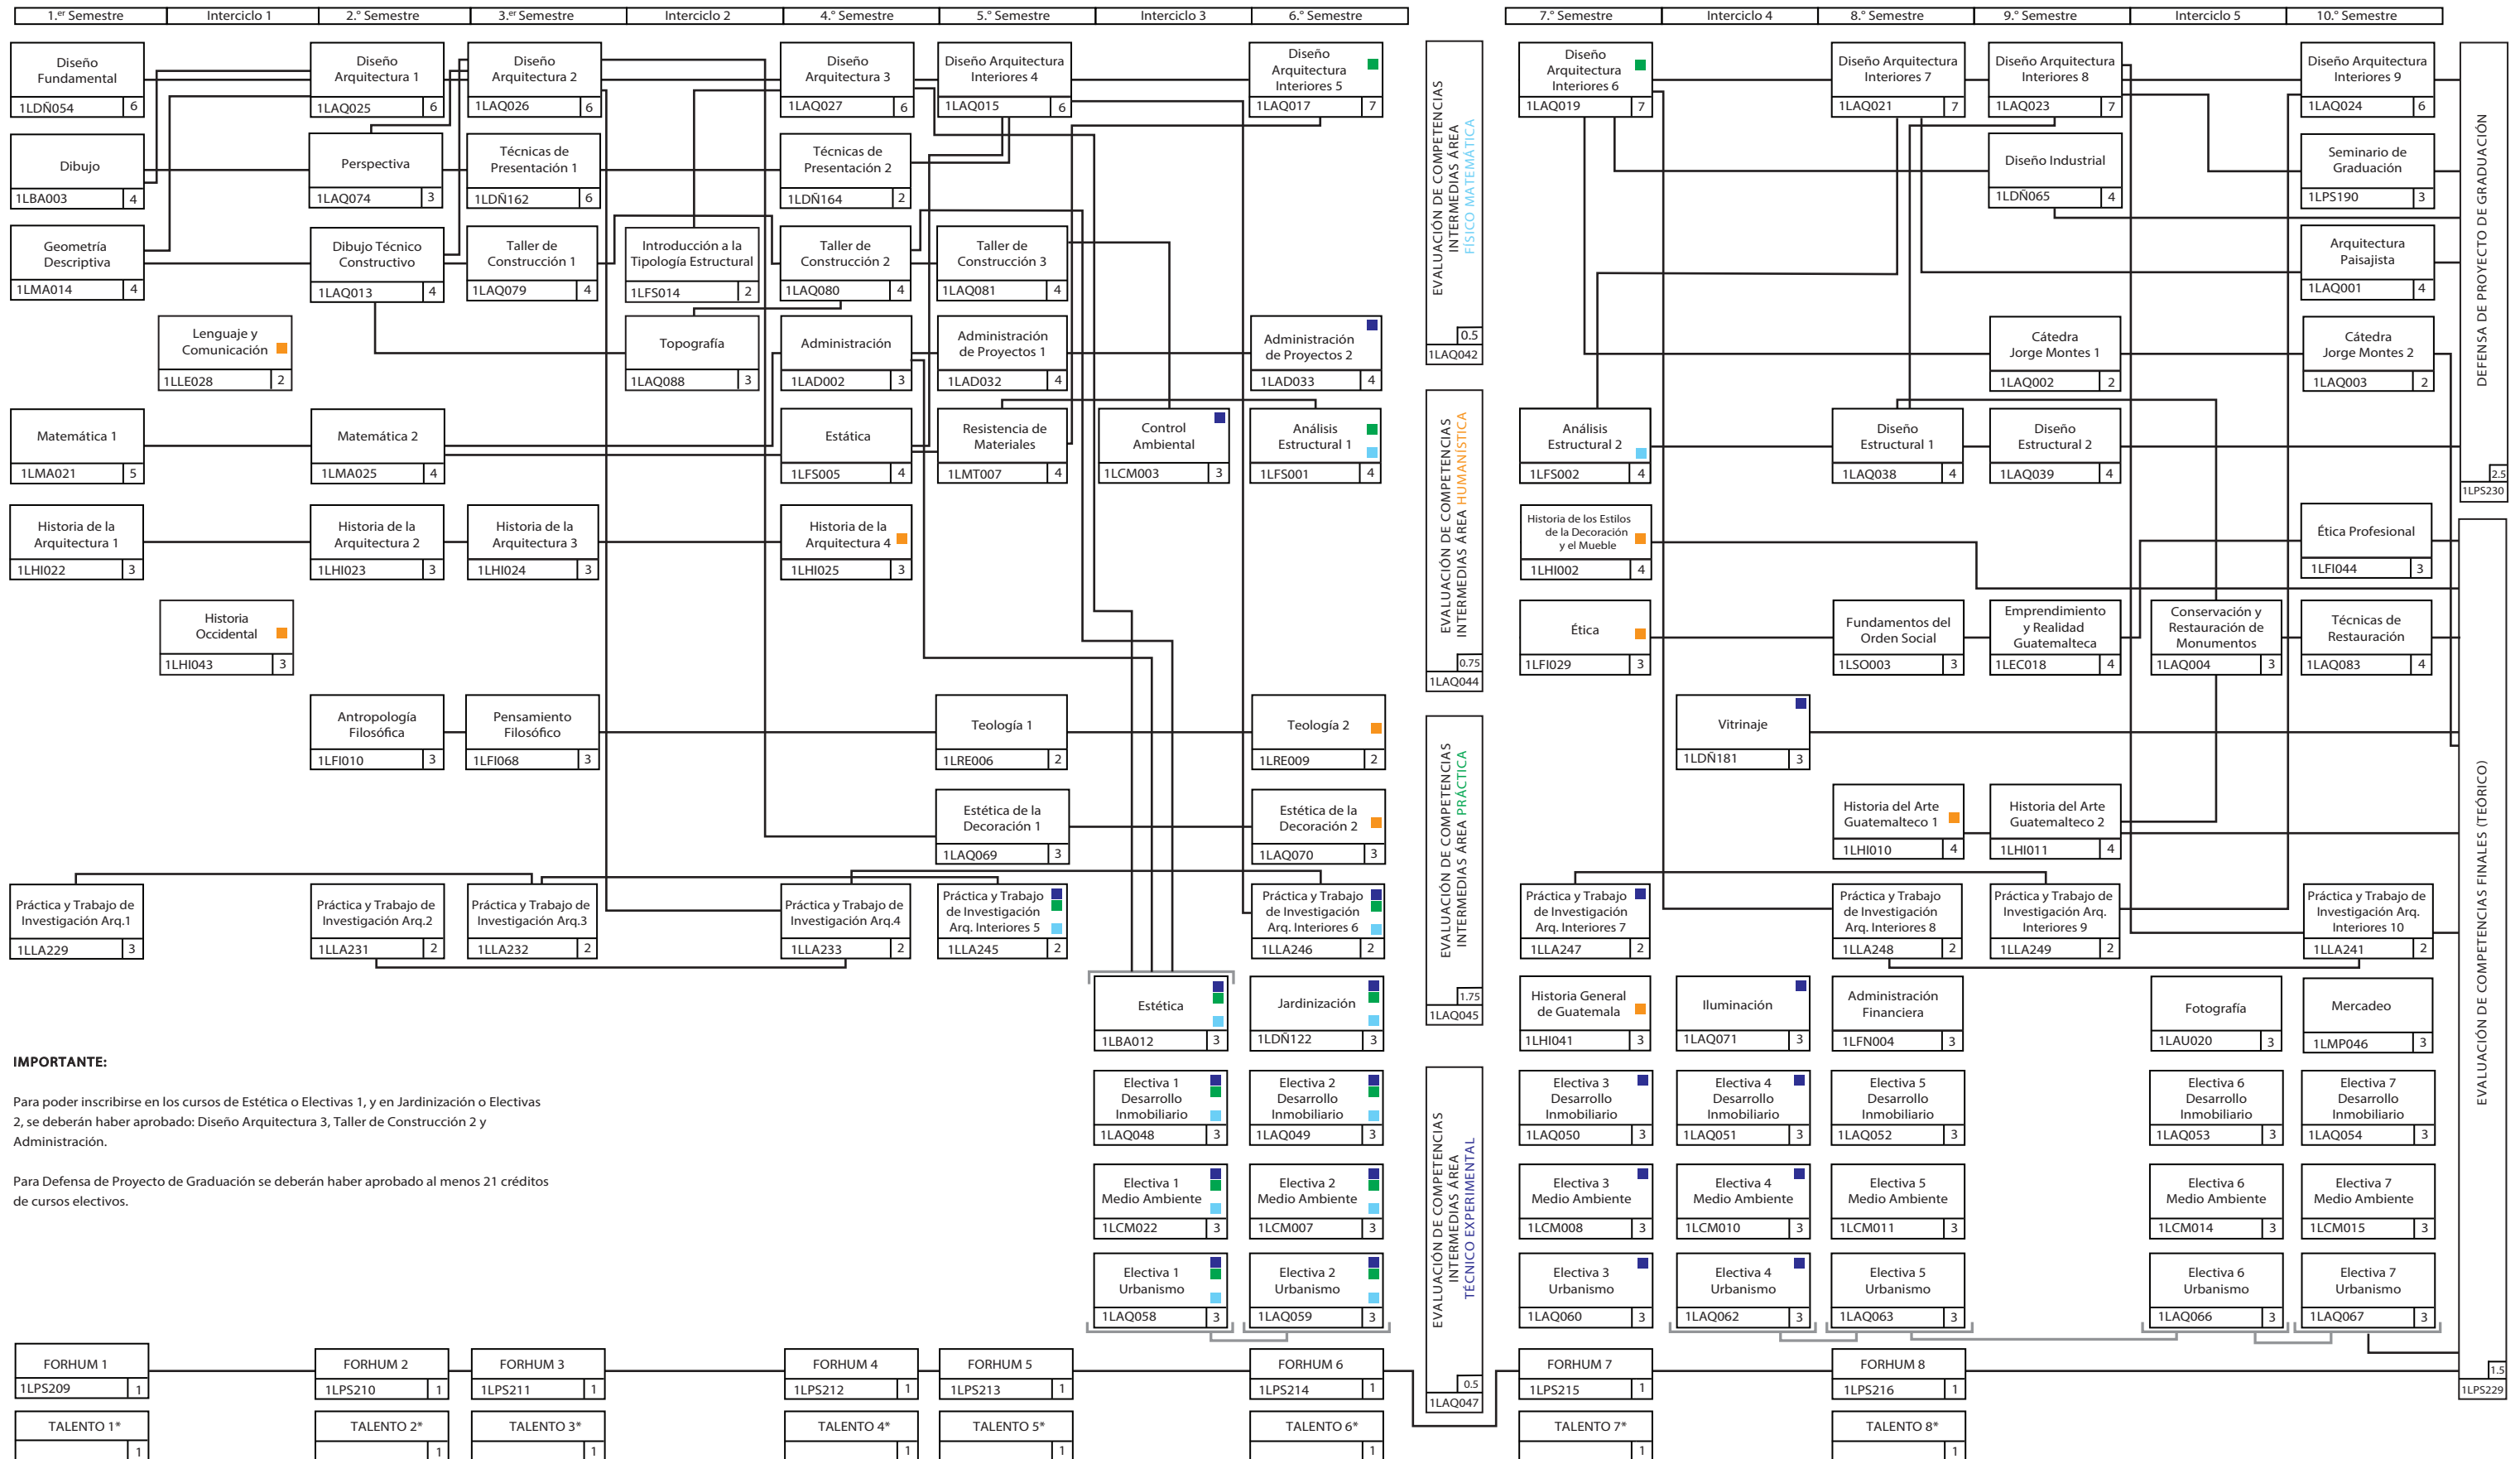 1.er Semestre
Interciclo 1
2.° Semestre
3.er Semestre
Interciclo 2
4.° Semestre
5.° Semestre
Interciclo 3
6.° Semestre
7.° Semestre
Interciclo 4
8.° Semestre
9.° Semestre
Interciclo 5
10.° Semestre
Diseño
Fundamental
1LDÑ054 6
Diseño
Arquitectura 1
1LAQ025 6
Diseño
Arquitectura 2
1LAQ026 6
Diseño
Arquitectura 3
1LAQ027 6
Diseño Arquitectura
Interiores 4
1LAQ015 6
Diseño
Arquitectura
Interiores 5
1LAQ017 7
Diseño
Arquitectura
Interiores 6
1LAQ019 7
Diseño Arquitectura
Interiores 7
1LAQ021 7
Diseño Arquitectura
Interiores 8
1LAQ023 7
Diseño Arquitectura
Interiores 9
1LAQ024 6
Dibujo
1LBA003 4
Perspectiva
1LAQ074 3
Técnicas de
Presentación 1
1LDÑ162 6
Técnicas de
Presentación 2
1LDÑ164 2
Diseño Industrial
1LDÑ065 4
Seminario de
Graduación
1LPS190 3
Geometría
Descriptiva
1LMA014 4
Dibujo Técnico
Constructivo
1LAQ013 4
Taller de
Construcción 1
1LAQ079 4
Introducción a la
Tipología Estructural
1LFS014 2
Taller de
Construcción 2
1LAQ080 4
Taller de
Construcción 3
1LAQ081 4
Arquitectura
Paisajista
1LAQ001 4
Lenguaje y
Comunicación
1LLE028 2
Topografía
1LAQ088 3
Administración
1LAD002 3
Administración
de Proyectos 1
1LAD032 4
Administración
de Proyectos 2
1LAD033 4
Cátedra
Jorge Montes 1
1LAQ002 2
Cátedra
Jorge Montes 2
1LAQ003 2
Matemática 1
1LMA021 5
Matemática 2
1LMA025 4
Estática
1LFS005 4
Resistencia de
Materiales
1LMT007 4
Control
Ambiental
1LCM003 3
Análisis
Estructural 1
1LFS001 4
Análisis
Estructural 2
1LFS002 4
Diseño
Estructural 1
1LAQ038 4
Diseño
Estructural 2
1LAQ039 4
Historia de la
Arquitectura 1
1LHI022 3
Historia de la
Arquitectura 2
1LHI023 3
Historia de la
Arquitectura 3
1LHI024 3
Historia de la
Arquitectura 4
1LHI025 3
Historia de los Estilos
de la Decoración
y el Mueble
1LHI002 4
Ética Profesional
1LFI044 3
Historia
Occidental
1LHI043 3
Ética
1LFI029 3
Fundamentos del
Orden Social
1LSO003 3
Emprendimiento
y Realidad
Guatemalteca
1LEC018 4
Conservación y
Restauración de
Monumentos
1LAQ004 3
Técnicas de
Restauración
1LAQ083 4
Antropología
Filosófica
1LFI010 3
Pensamiento
Filosófico
1LFI068 3
Teología 1
1LRE006 2
Teología 2
1LRE009 2
Vitrinaje
1LDÑ181 3
Estética de la
Decoración 1
1LAQ069 3
Estética de la
Decoración 2
1LAQ070 3
Historia del Arte
Guatemalteco 1
1LHI010 4
Historia del Arte
Guatemalteco 2
1LHI011 4
Práctica y Trabajo de
Investigación Arq.1
1LLA229 3
Práctica y Trabajo de
Investigación Arq.2
1LLA231 2
Práctica y Trabajo de
Investigación Arq.3
1LLA232 2
Práctica y Trabajo de
Investigación Arq.4
1LLA233 2
Práctica y Trabajo
de Investigación
Arq. Interiores 5
1LLA245 2
Práctica y Trabajo
de Investigación
Arq. Interiores 6
1LLA246 2
Práctica y Trabajo
de Investigación
Arq. Interiores 7
1LLA247 2
Práctica y Trabajo
de Investigación
Arq. Interiores 8
1LLA248 2
Práctica y Trabajo de
Investigación Arq.
Interiores 9
1LLA249 2
Práctica y Trabajo de
Investigación Arq.
Interiores 10
1LLA241 2
Estética
1LBA012 3
Jardinización
1LDÑ122 3
Historia General
de Guatemala
1LHI041 3
Iluminación
1LAQ071 3
Administración
Financiera
1LFN004 3
Fotografía
1LAU020 3
Mercadeo
1LMP046 3
IMPORTANTE:
Para poder inscribirse en los cursos de Estética o Electivas 1, y en Jardinización o Electivas
2, se deberán haber aprobado: Diseño Arquitectura 3, Taller de Construcción 2 y
Administración.
Para Defensa de Proyecto de Graduación se deberán haber aprobado al menos 21 créditos
de cursos electivos.
Electiva 1
Desarrollo
Inmobiliario
1LAQ048 3
Electiva 2
Desarrollo
Inmobiliario
1LAQ049 3
Electiva 3
Desarrollo
Inmobiliario
1LAQ050 3
Electiva 4
Desarrollo
Inmobiliario
1LAQ051 3
Electiva 5
Desarrollo
Inmobiliario
1LAQ052 3
Electiva 6
Desarrollo
Inmobiliario
1LAQ053 3
Electiva 7
Desarrollo
Inmobiliario
1LAQ054 3
Electiva 1
Medio Ambiente
1LCM022 3
Electiva 2
Medio Ambiente
1LCM007 3
Electiva 3
Medio Ambiente
1LCM008 3
Electiva 4
Medio Ambiente
1LCM010 3
Electiva 5
Medio Ambiente
1LCM011 3
Electiva 6
Medio Ambiente
1LCM014 3
Electiva 7
Medio Ambiente
1LCM015 3
Electiva 1
Urbanismo
1LAQ058 3
Electiva 2
Urbanismo
1LAQ059 3
Electiva 3
Urbanismo
1LAQ060 3
Electiva 4
Urbanismo
1LAQ062 3
Electiva 5
Urbanismo
1LAQ063 3
Electiva 6
Urbanismo
1LAQ066 3
Electiva 7
Urbanismo
1LAQ067 3
FORHUM 1
1LPS209 1
FORHUM 2
1LPS210 1
FORHUM 3
1LPS211 1
FORHUM 4
1LPS212 1
FORHUM 5
1LPS213 1
FORHUM 6
1LPS214 1
FORHUM 7
1LPS215 1
FORHUM 8
1LPS216 1
TALENTO 1*
1
TALENTO 2*
1
TALENTO 3*
1
TALENTO 4*
1
TALENTO 5*
1
TALENTO 6*
1
TALENTO 7*
1
TALENTO 8*
1
EVALUACIÓN DE COMPETENCIAS
INTERMEDIAS ÁREA
FÍSICO MATEMÁTICA
0.5
1LAQ042
EVALUACIÓN DE COMPETENCIAS
INTERMEDIAS ÁREA HUMANÍSTICA
0.75
1LAQ044
EVALUACIÓN DE COMPETENCIAS
INTERMEDIAS ÁREA PRÁCTICA
1.75
1LAQ045
EVALUACIÓN DE COMPETENCIAS
INTERMEDIAS ÁREA
TÉCNICO EXPERIMENTAL
0.5
1LAQ047
DEFENSA DE PROYECTO DE GRADUACIÓN
2.5
1LPS230
EVALUACIÓN DE COMPETENCIAS FINALES (TEÓRICO)
1.5
1LPS229